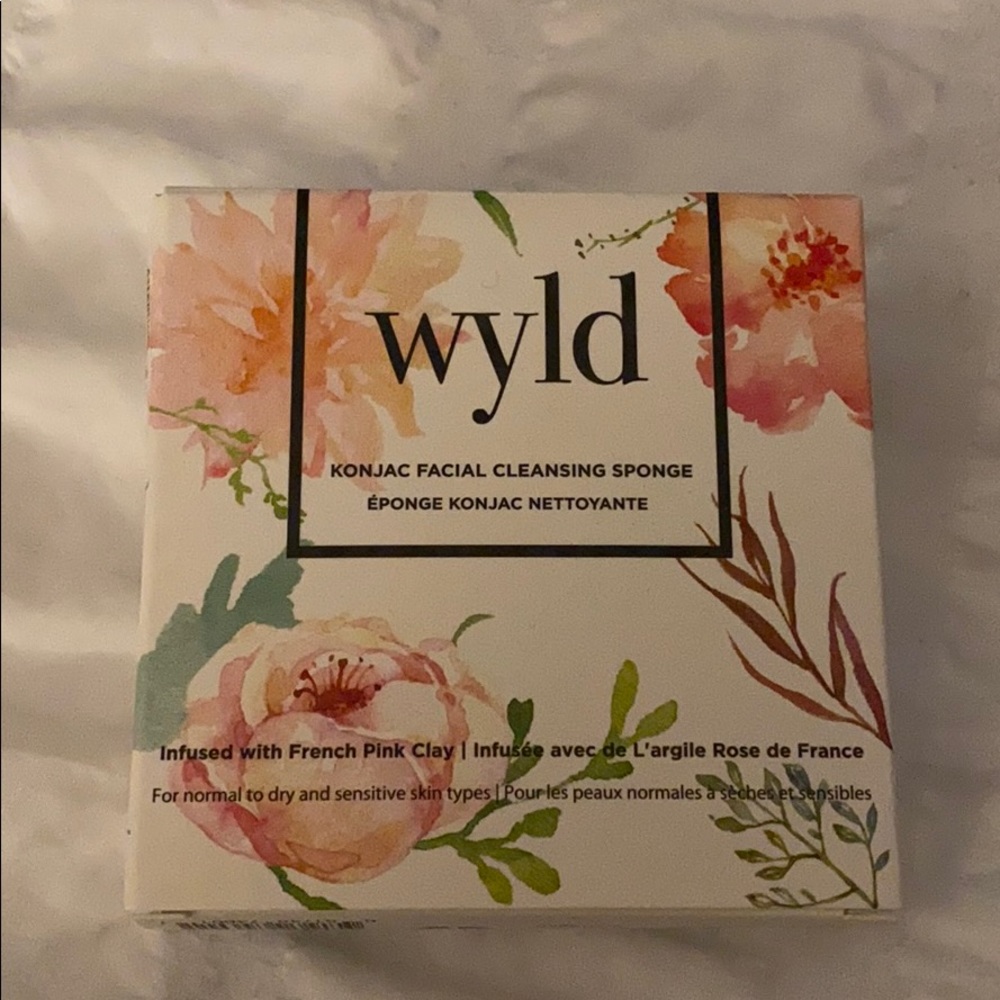 wyld
KONJAC FACIAL CLEANSING SPONGE
ÉPONGE KONJAC NETTOYANTE
Infused with French Pink Clay | Infusée avec de L'argile Rose de France
For normal to dry and sensitive skin types | Pour les peaux normales à sèches et sensibles